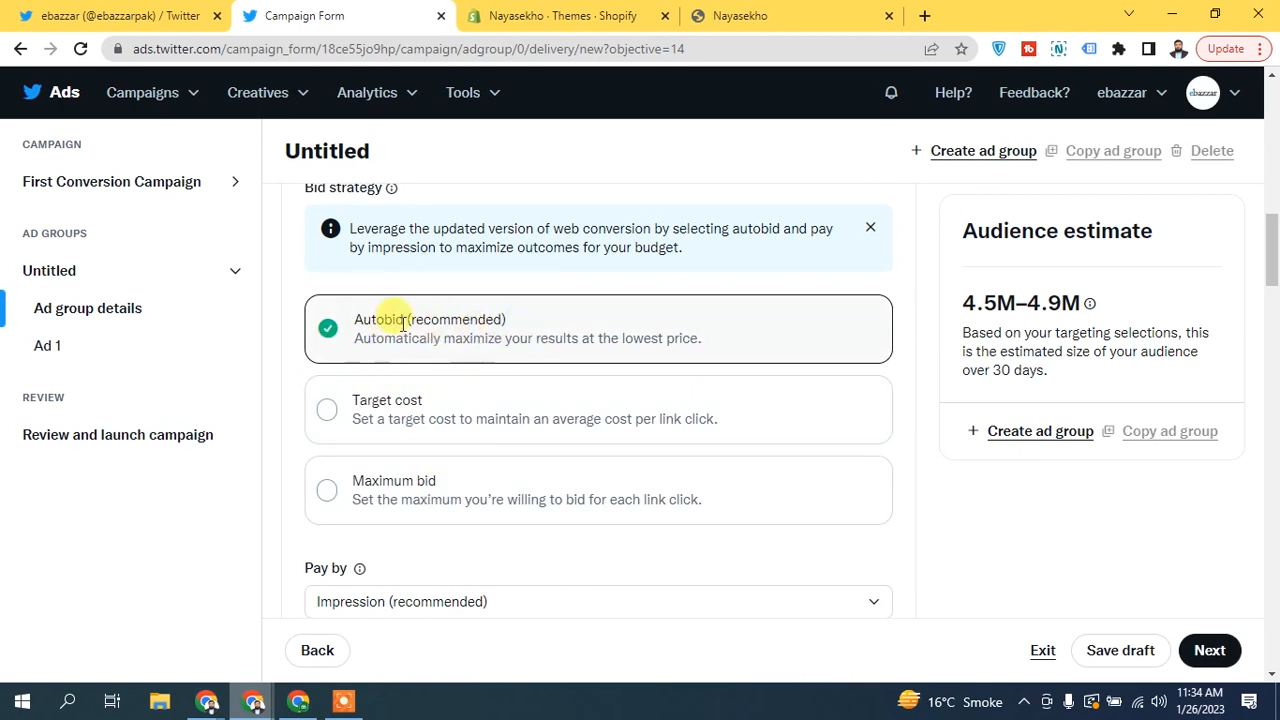 ebazzar (@ebazzarpak) / Twitter
Campaign Form
Nayasekho - Themes - Shopify
Nayasekho
ads.twitter.com/campaign_form/18ce55jo9hp/campaign/adgroup/0/delivery/new?objective=14
Update
Ads
Campaigns
Creatives
Analytics
Tools
Help?
Feedback?
ebazzar
ebazzar
CAMPAIGN
First Conversion Campaign
AD GROUPS
Untitled
Ad group details
Ad 1
REVIEW
Review and launch campaign
Untitled
+ Create ad group
Copy ad group
Delete
Bid strategy
Leverage the updated version of web conversion by selecting autobid and pay
by impression to maximize outcomes for your budget.
Autobid (recommended)
Automatically maximize your results at the lowest price.
Target cost
Set a target cost to maintain an average cost per link click.
Maximum bid
Set the maximum you’re willing to bid for each link click.
Pay by
Impression (recommended)
Audience estimate
4.5M–4.9M
Based on your targeting selections, this
is the estimated size of your audience
over 30 days.
+ Create ad group
Copy ad group
Back
Exit
Save draft
Next
16°C Smoke
11:34 AM
1/26/2023